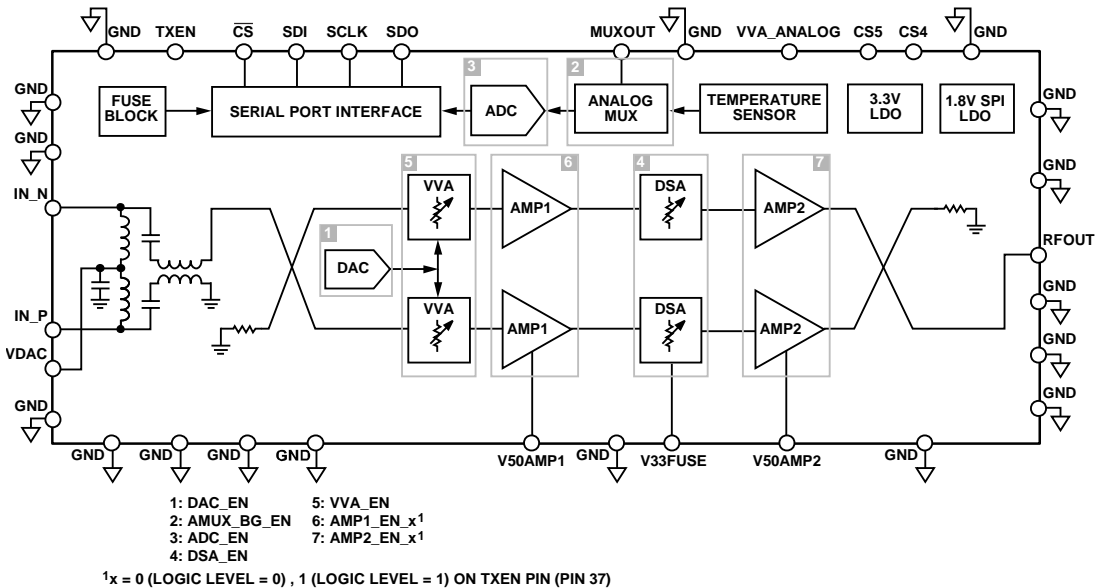 GND TXEN CS SDI SCLK SDO MUXOUT GND VVA_ANALOG CS5 CS4 GND
3 2
GND
FUSE BLOCK
SERIAL PORT INTERFACE
ADC
ANALOG MUX
TEMPERATURE SENSOR
3.3V LDO
1.8V SPI LDO
GND
GND
GND
5 6 4 7
IN_N
VVA
AMP1
DSA
AMP2
1
DAC
RFOUT
IN_P
VVA
AMP1
DSA
AMP2
GND
VDAC
GND
GND
GND
GND GND GND GND V50AMP1 GND V33FUSE V50AMP2 GND
1: DAC_EN
2: AMUX_BG_EN
3: ADC_EN
4: DSA_EN
5: VVA_EN
6: AMP1_EN_x1
7: AMP2_EN_x1
1x = 0 (LOGIC LEVEL = 0) , 1 (LOGIC LEVEL = 1) ON TXEN PIN (PIN 37)